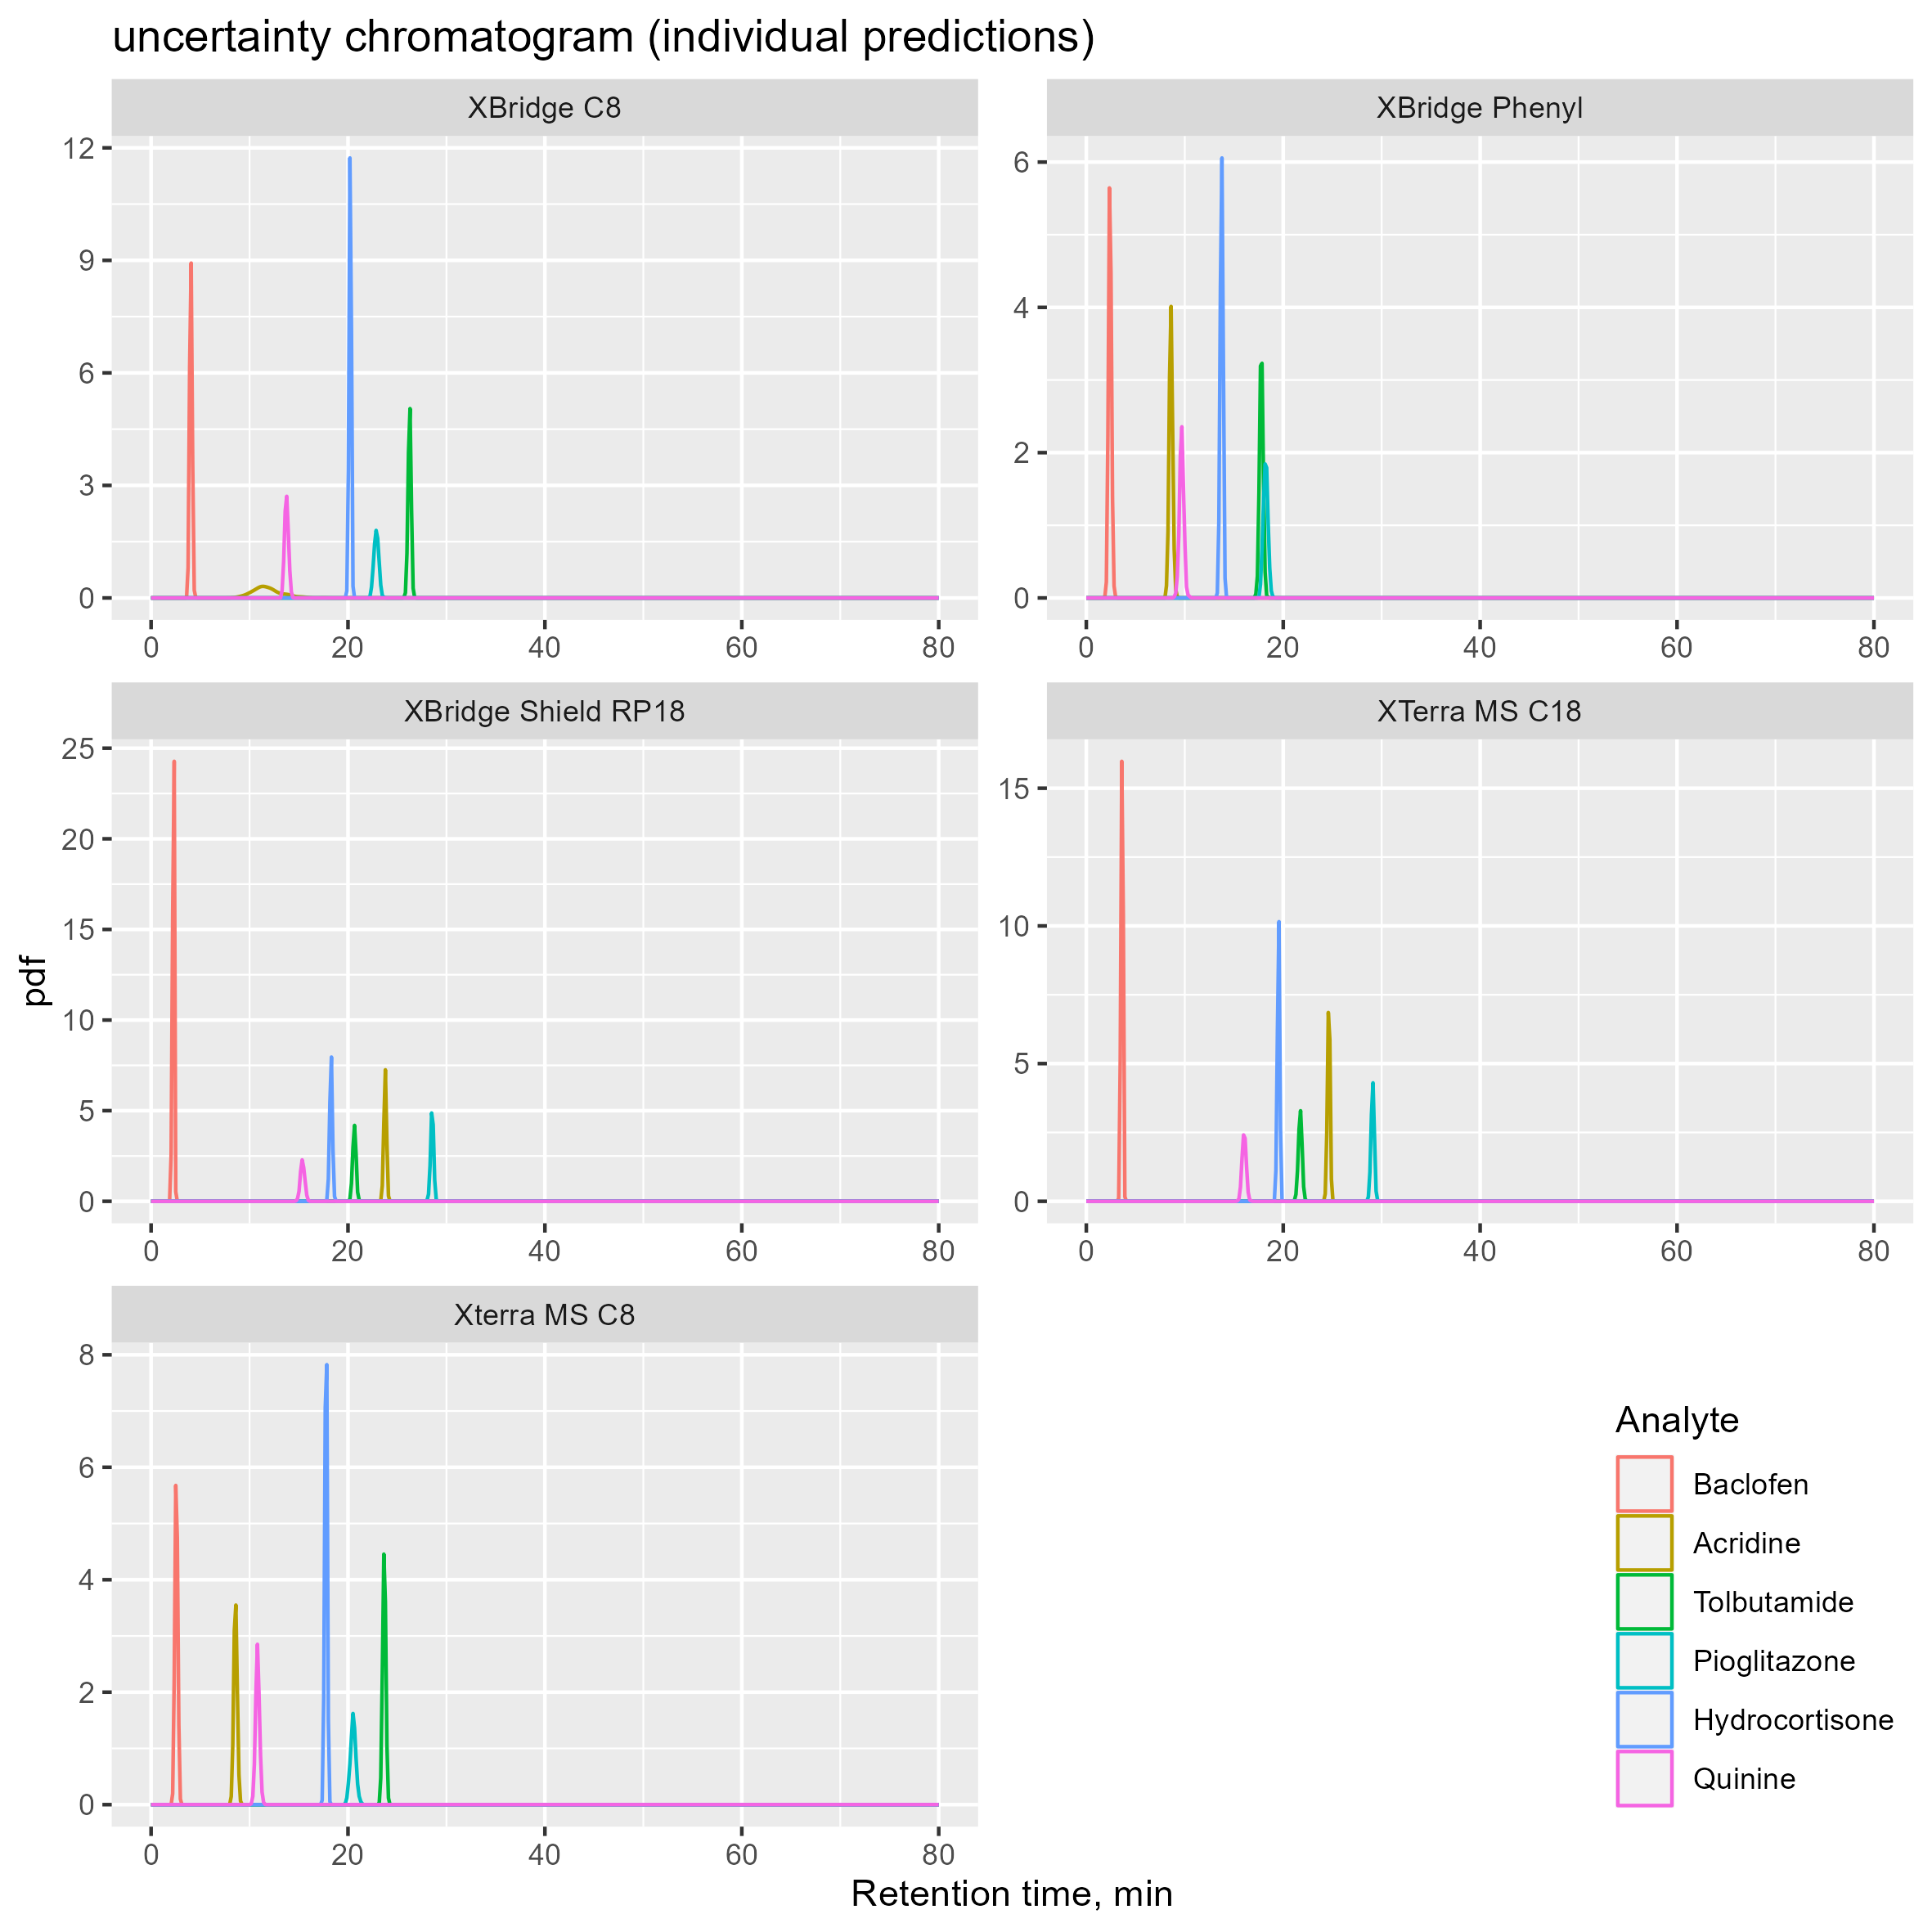 uncertainty chromatogram (individual predictions)
XBridge C8
12
9
6
3
0
0 20 40 60 80
XBridge Phenyl
6
4
2
0
0 20 40 60 80
XBridge Shield RP18
25
20
15
10
5
0
0 20 40 60 80
XTerra MS C18
15
10
5
0
0 20 40 60 80
pdf
Xterra MS C8
8
6
4
2
0
0 20 40 60 80
Retention time, min
Analyte
Baclofen
Acridine
Tolbutamide
Pioglitazone
Hydrocortisone
Quinine